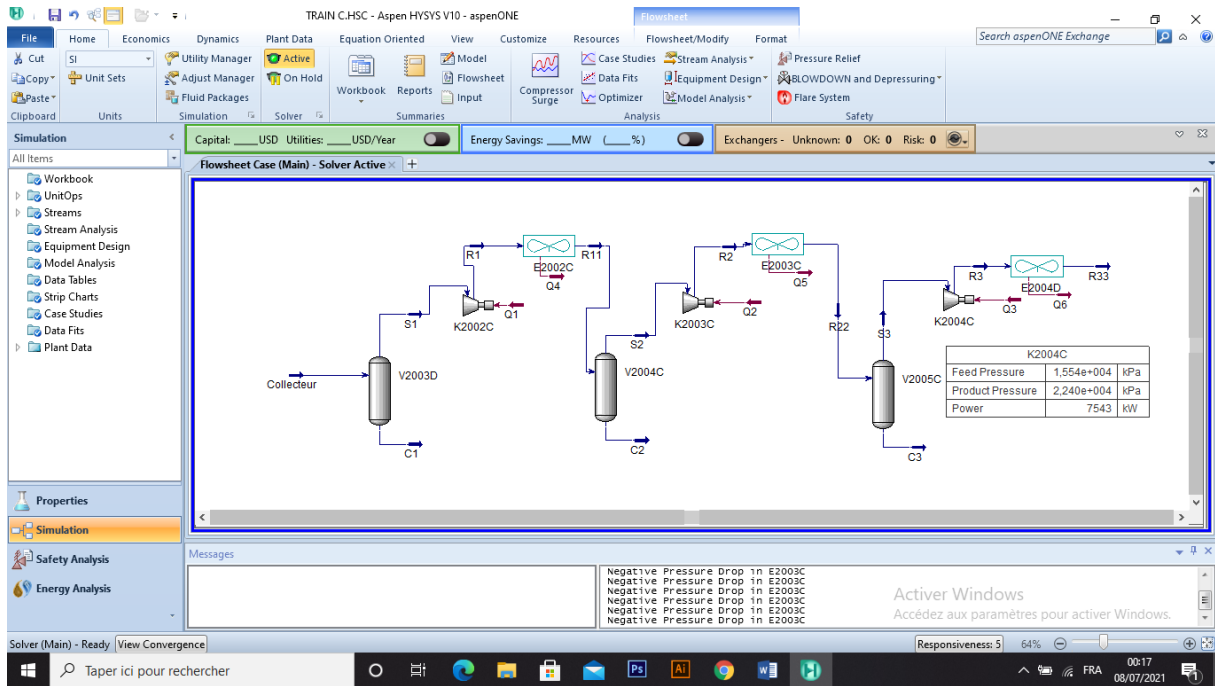 TRAIN C.HSC - Aspen HYSYS V10 - aspenONE
Flowsheet
File Home Economics Dynamics Plant Data Equation Oriented View Customize Resources Flowsheet/Modify Format
Search aspenONE Exchange
Cut SI Utility Manager Active Model Case Studies Stream Analysis Pressure Relief
Copy Unit Sets Adjust Manager On Hold Workbook Reports Flowsheet Compressor Surge Data Fits Equipment Design BLOWDOWN and Depressuring
Paste Fluid Packages Input Optimizer Model Analysis Flare System
Clipboard Units Simulation Solver Summaries Analysis Safety
Simulation
Capital: ____USD Utilities: ____USD/Year
Energy Savings: ____MW (____%)
Exchangers - Unknown: 0 OK: 0 Risk: 0
All Items
Flowsheet Case (Main) - Solver Active
Workbook
UnitOps
Streams
Stream Analysis
Equipment Design
Model Analysis
Data Tables
Strip Charts
Case Studies
Data Fits
Plant Data
R1
E2002C
R11
Q4
S1
K2002C
Q1
Collecteur
V2003D
C1
R2
E2003C
Q5
S2
K2003C
Q2
R22
V2004C
C2
R3
E2004D
R33
Q6
S3
K2004C
Q3
V2005C
C3
K2004C
Feed Pressure 1,554e+004 kPa
Product Pressure 2,240e+004 kPa
Power 7543 kW
Properties
Simulation
Safety Analysis
Energy Analysis
Messages
Negative Pressure Drop in E2003C
Negative Pressure Drop in E2003C
Negative Pressure Drop in E2003C
Negative Pressure Drop in E2003C
Negative Pressure Drop in E2003C
Negative Pressure Drop in E2003C
Activer Windows
Accédez aux paramètres pour activer Windows.
Solver (Main) - Ready View Convergence
Responsiveness: 5 64%
Taper ici pour rechercher
Ps
Ai
FRA
00:17
08/07/2021